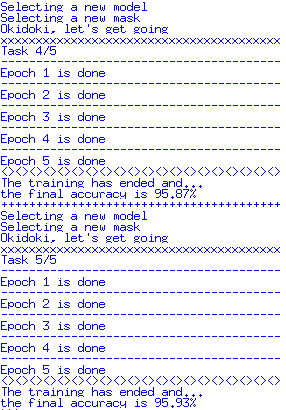 Selecting a new model
Selecting a new mask
Okidoki, let's get going
xxxxxxxxxxxxxxxxxxxxxxxxxxxxxxxxxxxxxxxx
Task 4/5
----------------------------------------
Epoch 1 is done
----------------------------------------
Epoch 2 is done
----------------------------------------
Epoch 3 is done
----------------------------------------
Epoch 4 is done
----------------------------------------
Epoch 5 is done
<><><><><><><><><><><><><><><><><><><><>
The training has ended and...
the final accuracy is 95.87%
++++++++++++++++++++++++++++++++++++++++
Selecting a new model
Selecting a new mask
Okidoki, let's get going
xxxxxxxxxxxxxxxxxxxxxxxxxxxxxxxxxxxxxxxx
Task 5/5
----------------------------------------
Epoch 1 is done
----------------------------------------
Epoch 2 is done
----------------------------------------
Epoch 3 is done
----------------------------------------
Epoch 4 is done
----------------------------------------
Epoch 5 is done
<><><><><><><><><><><><><><><><><><><><>
The training has ended and...
the final accuracy is 95.93%